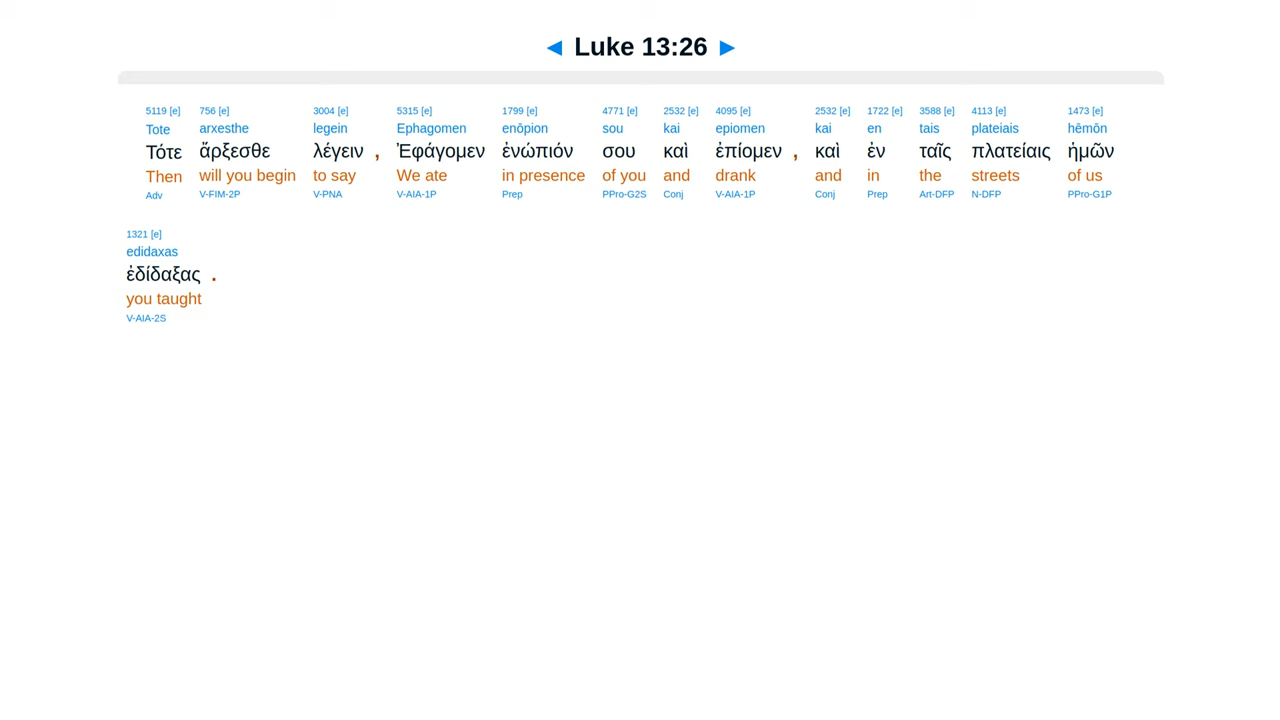 ◄ Luke 13:26 ►
5119 [e] 756 [e] 3004 [e] 5315 [e] 1799 [e] 4771 [e] 2532 [e] 4095 [e] 2532 [e] 1722 [e] 3588 [e] 4113 [e] 1473 [e]
Tote arxesthe legein Ephagomen enōpion sou kai epiomen kai en tais plateiais hēmōn
Τότε ἄρξεσθε λέγειν , Ἐφάγομεν ἐνώπιόν σου καὶ ἐπίομεν , καὶ ἐν ταῖς πλατείαις ἡμῶν
Then will you begin to say We ate in presence of you and drank and in the streets of us
Adv V-FIM-2P V-PNA V-AIA-1P Prep PPro-G2S Conj V-AIA-1P Conj Prep Art-DFP N-DFP PPro-G1P
1321 [e]
edidaxas
ἐδίδαξας .
you taught
V-AIA-2S